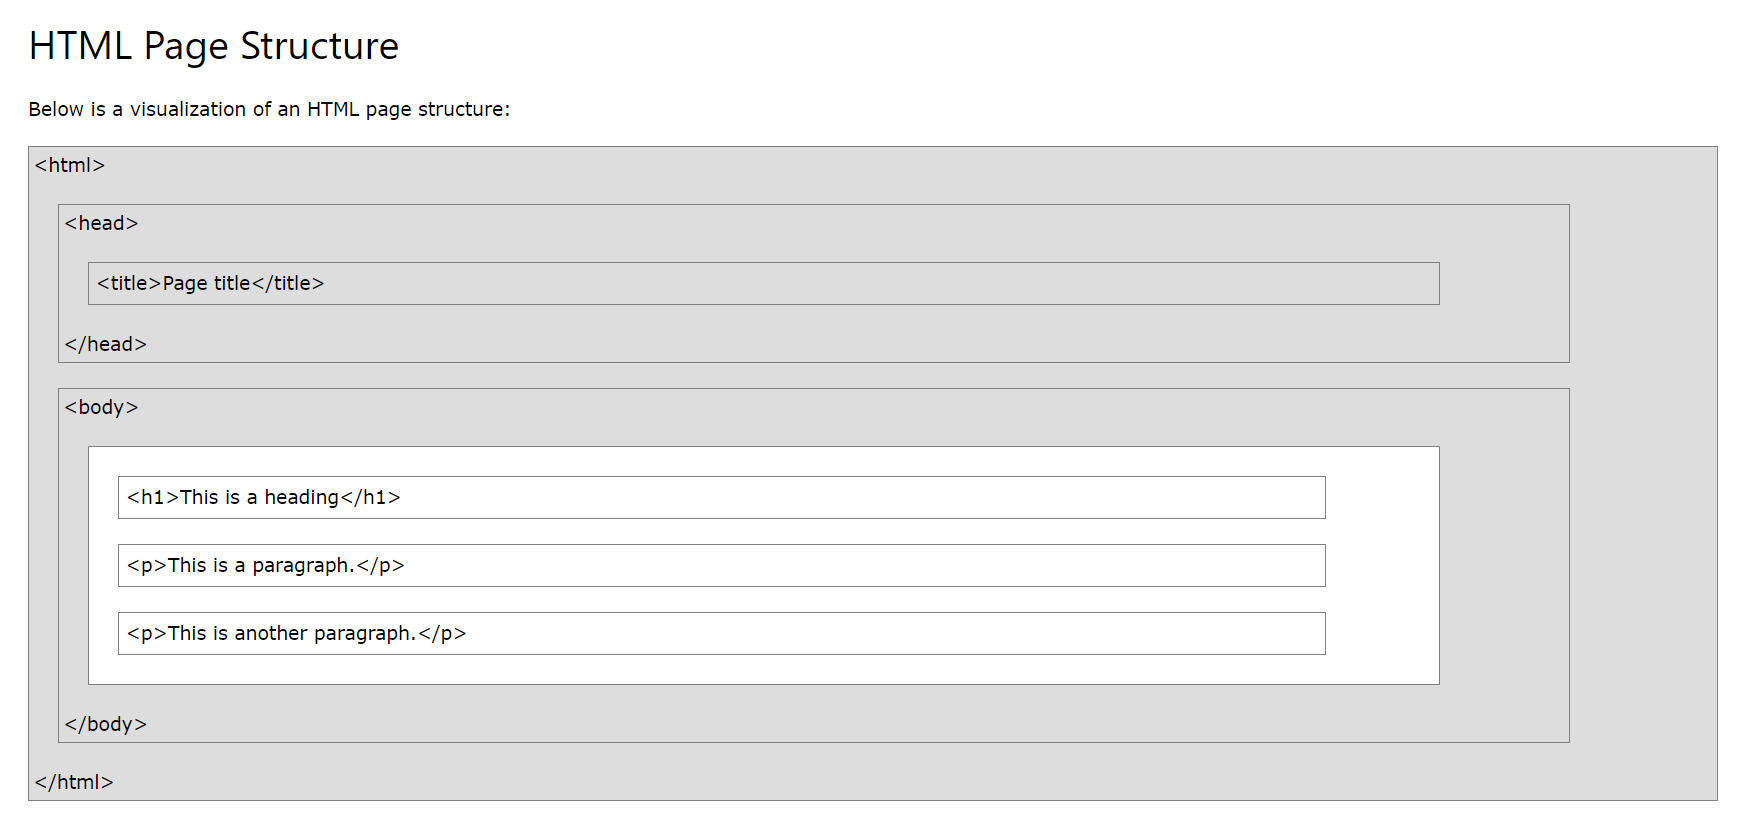 HTML Page Structure
Below is a visualization of an HTML page structure:
<html>
<head>
<title>Page title</title>
</head>
<body>
<h1>This is a heading</h1>
<p>This is a paragraph.</p>
<p>This is another paragraph.</p>
</body>
</html>